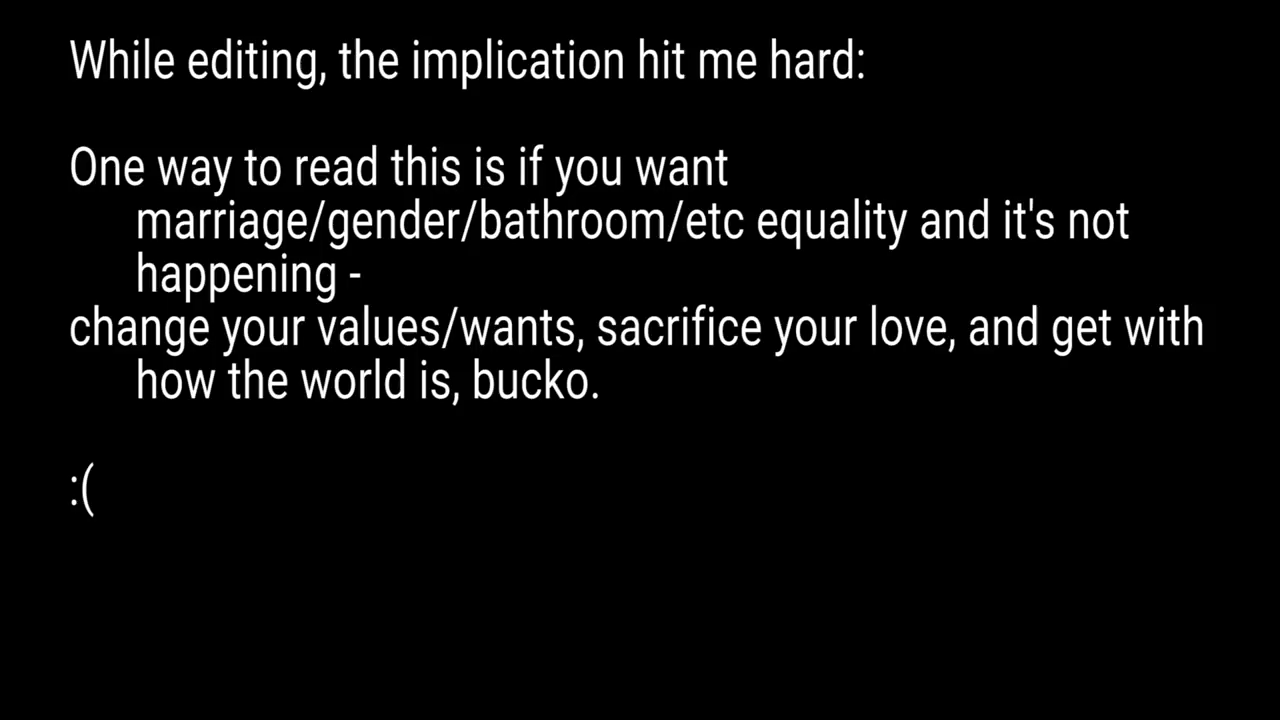 While editing, the implication hit me hard:
One way to read this is if you want
marriage/gender/bathroom/etc equality and it's not
happening -
change your values/wants, sacrifice your love, and get with
how the world is, bucko.
:(